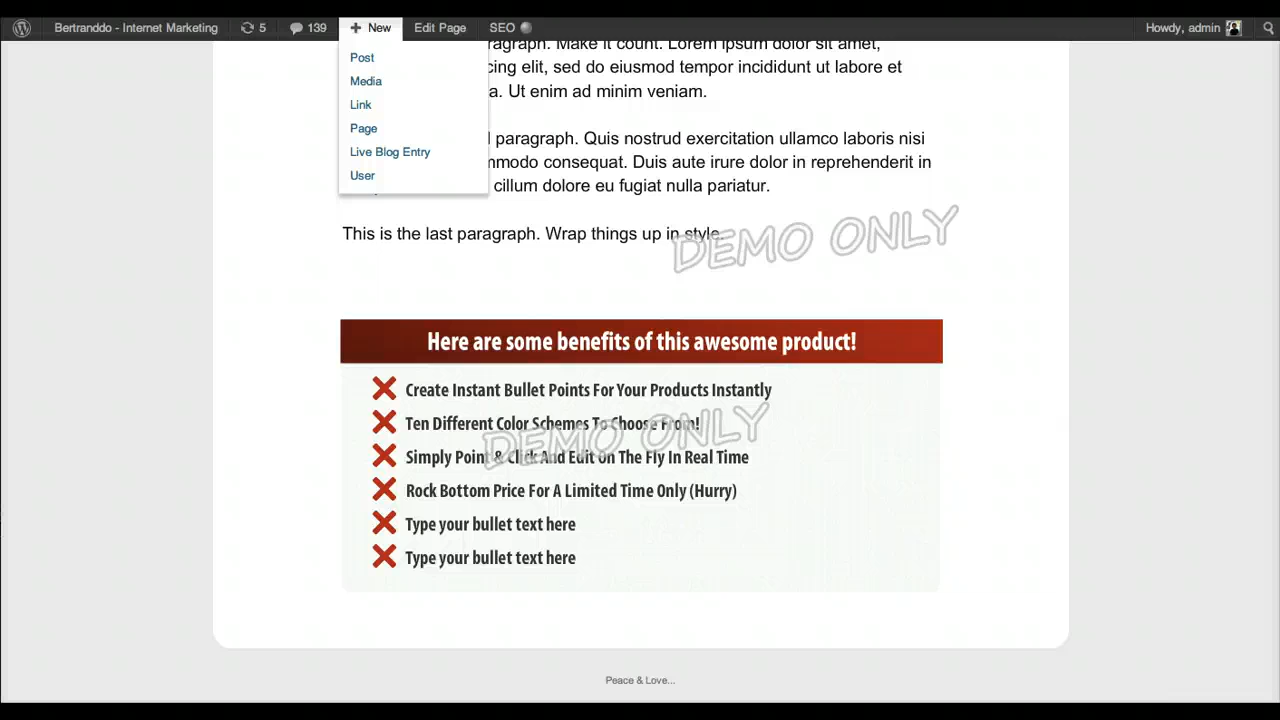 Bertranddo - Internet Marketing 5 139 + New Edit Page SEO Howdy, admin
Post
Media
Link
Page
Live Blog Entry
User
ragraph. Make it count. Lorem ipsum dolor sit amet,
cing elit, sed do eiusmod tempor incididunt ut labore et
a. Ut enim ad minim veniam.
l paragraph. Quis nostrud exercitation ullamco laboris nisi
mmodo consequat. Duis aute irure dolor in reprehenderit in
cillum dolore eu fugiat nulla pariatur.
This is the last paragraph. Wrap things up in style.
DEMO ONLY
Here are some benefits of this awesome product!
Create Instant Bullet Points For Your Products Instantly
Ten Different Color Schemes To Choose From!
DEMO ONLY
Simply Point & Click And Edit On The Fly In Real Time
Rock Bottom Price For A Limited Time Only (Hurry)
Type your bullet text here
Type your bullet text here
Peace & Love...